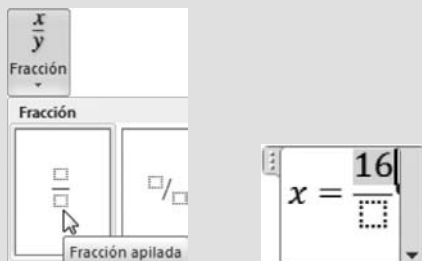 x
y
Fracción
Fracción
Fracción apilada
x = 16